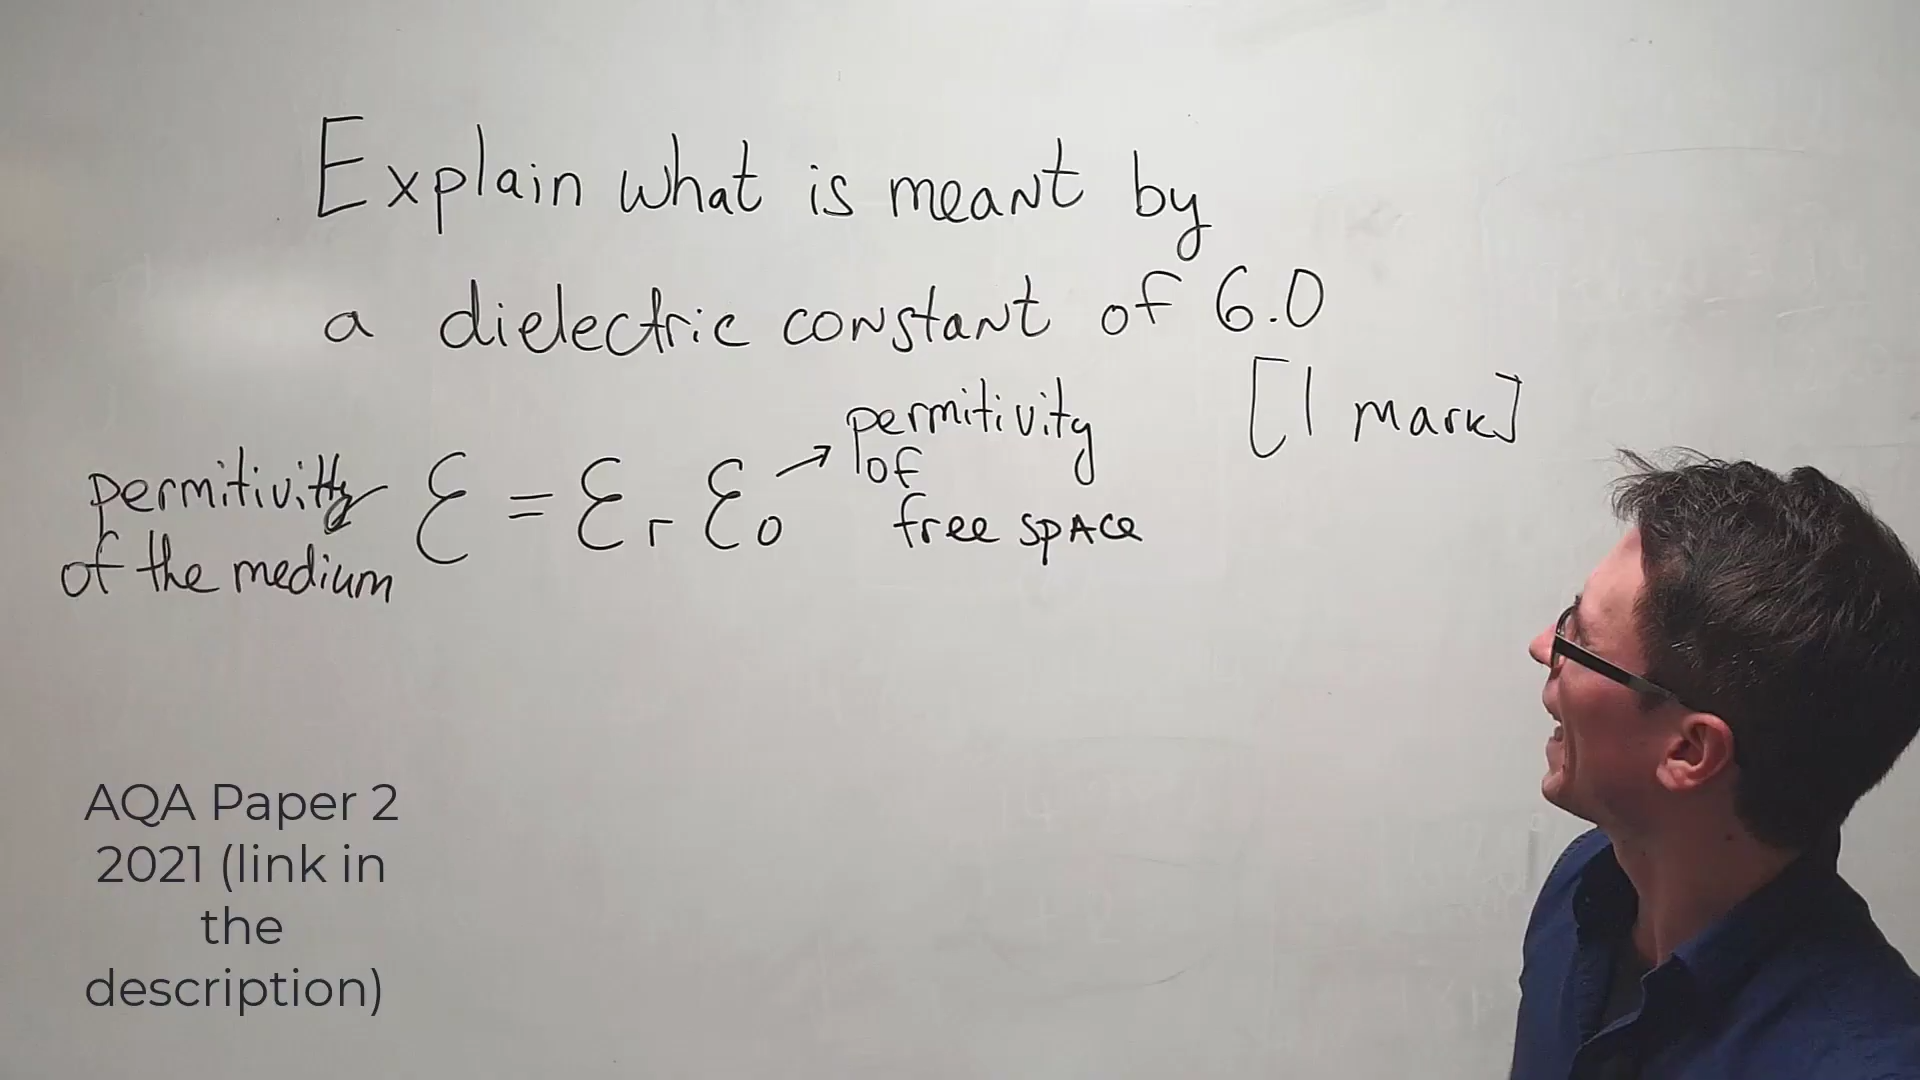 Explain what is meant by
a dielectric constant of 6.0
[1 mark]
permitivitty
of the medium
ε = εr ε0
permitivity
of
free space
AQA Paper 2
2021 (link in
the
description)